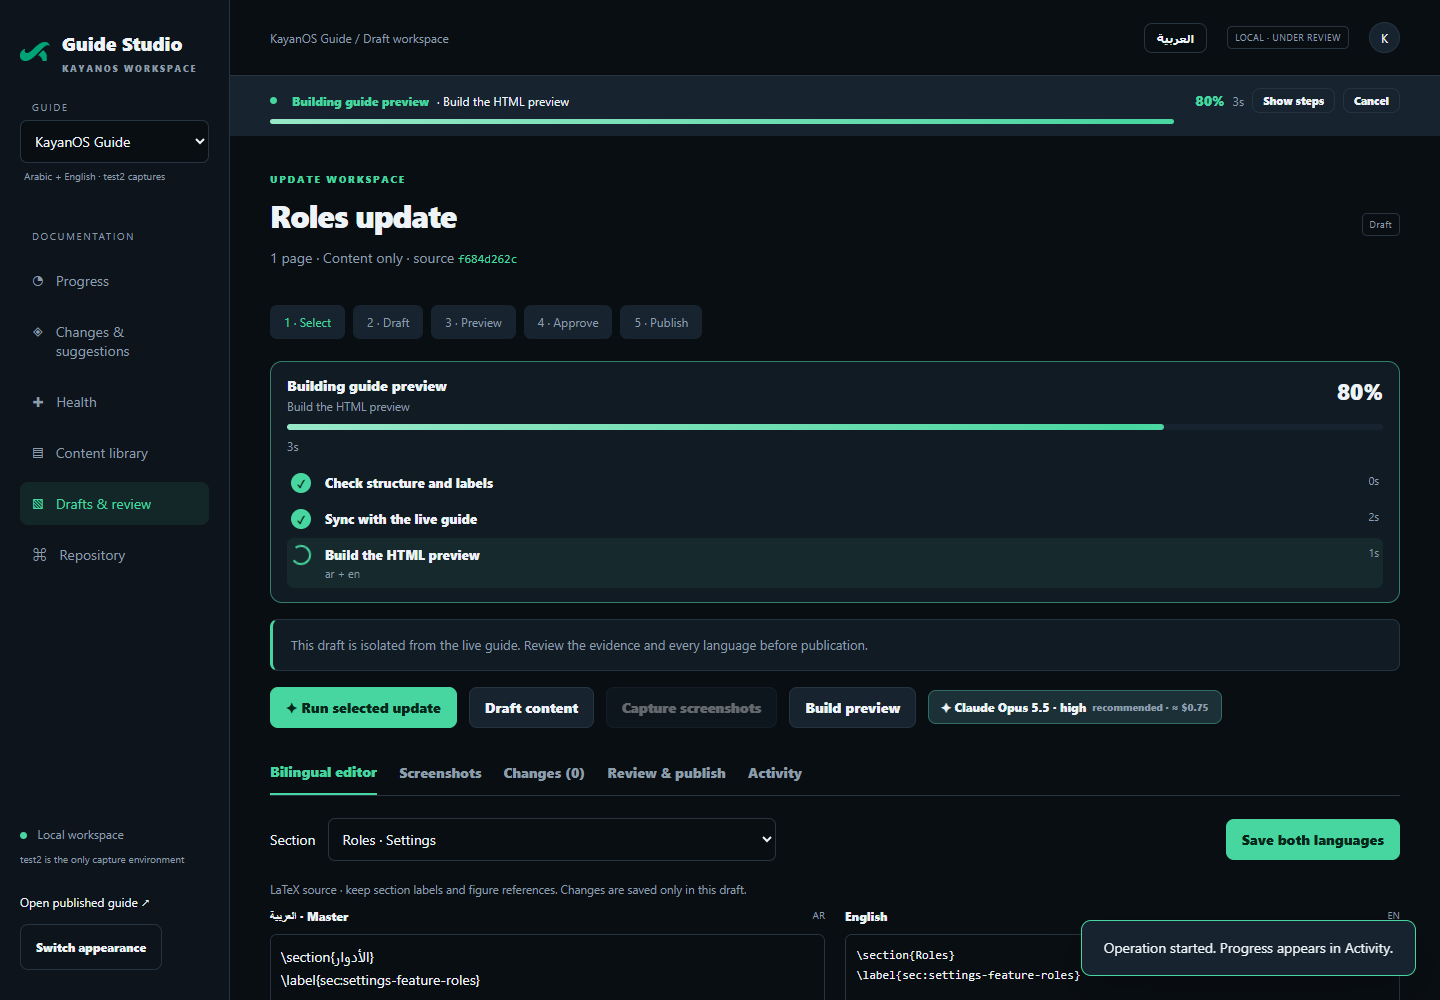 Guide Studio
KAYANOS WORKSPACE
GUIDE
KayanOS Guide
Arabic + English · test2 captures
DOCUMENTATION
Progress
Changes &
suggestions
Health
Content library
Drafts & review
Repository
Local workspace
test2 is the only capture environment
Open published guide ↗
Switch appearance
KayanOS Guide / Draft workspace
العربية
LOCAL · UNDER REVIEW
K
Building guide preview · Build the HTML preview
80% 3s Show steps Cancel
UPDATE WORKSPACE
Roles update
Draft
1 page · Content only · source f684d262c
1 · Select 2 · Draft 3 · Preview 4 · Approve 5 · Publish
Building guide preview
80%
Build the HTML preview
3s
Check structure and labels 0s
Sync with the live guide 2s
Build the HTML preview 1s
ar + en
This draft is isolated from the live guide. Review the evidence and every language before publication.
✦ Run selected update Draft content Capture screenshots Build preview ✦ Claude Opus 5.5 · high recommended · ≈ $0.75
Bilingual editor Screenshots Changes (0) Review & publish Activity
Section Roles · Settings Save both languages
LaTeX source · keep section labels and figure references. Changes are saved only in this draft.
العربية · Master AR
\section{الأدوار}
\label{sec:settings-feature-roles}
English EN
\section{Roles}
\label{sec:settings-feature-roles}
Operation started. Progress appears in Activity.